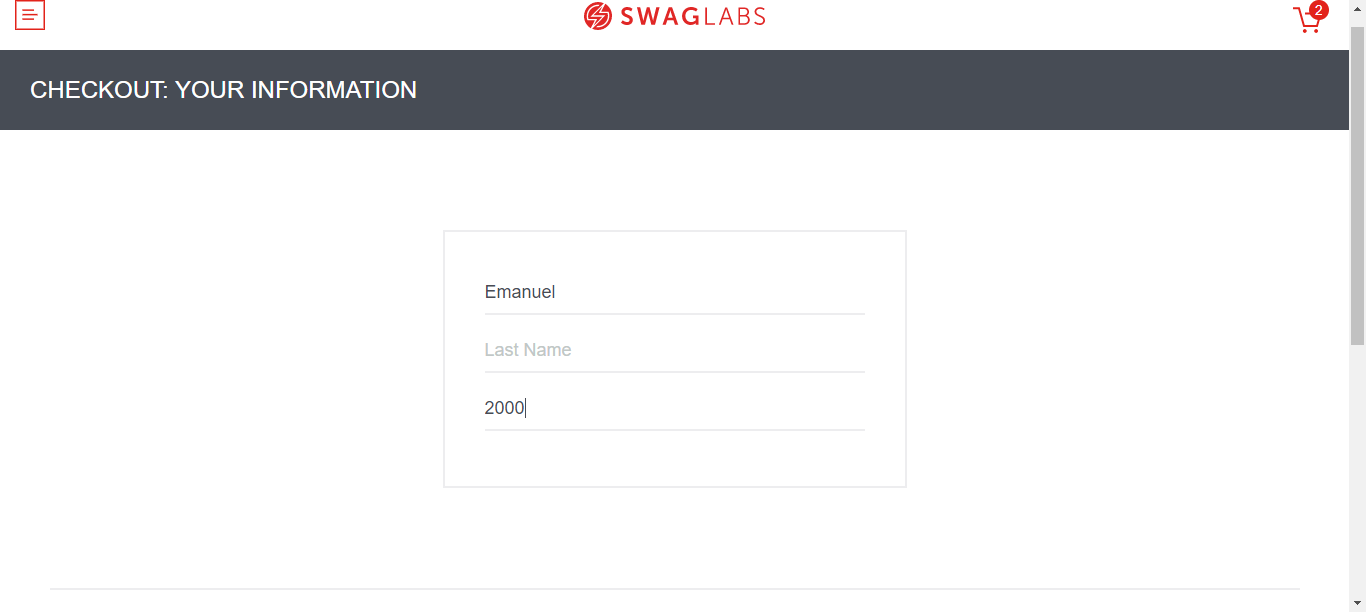 SWAGLABS
2
CHECKOUT: YOUR INFORMATION
Emanuel
Last Name
2000